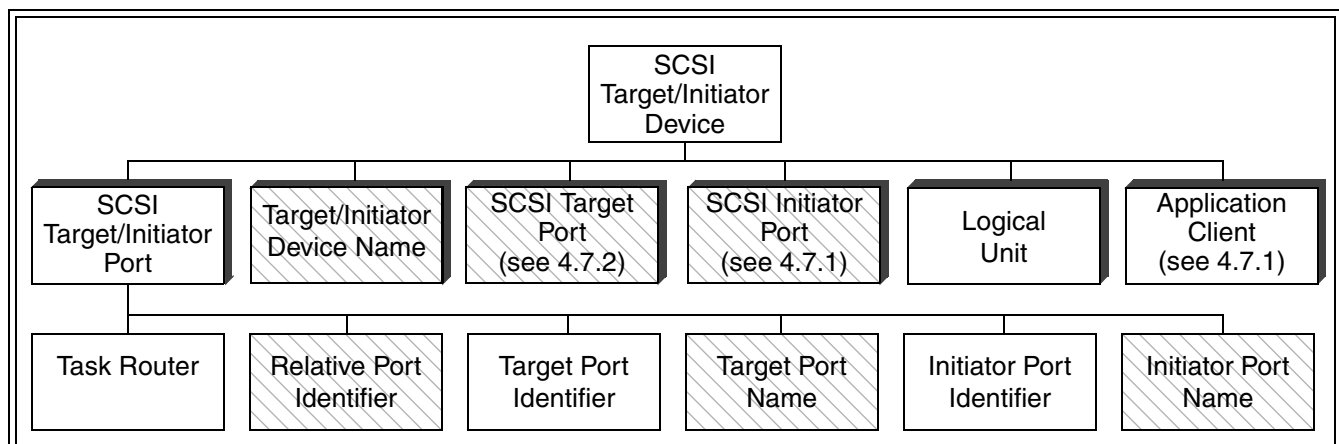 SCSI
Target/Initiator
Device
SCSI
Target/Initiator
Port
Target/Initiator
Device Name
SCSI Target
Port
(see 4.7.2)
SCSI Initiator
Port
(see 4.7.1)
Logical
Unit
Application
Client
(see 4.7.1)
Task Router
Relative Port
Identifier
Target Port
Identifier
Target Port
Name
Initiator Port
Identifier
Initiator Port
Name